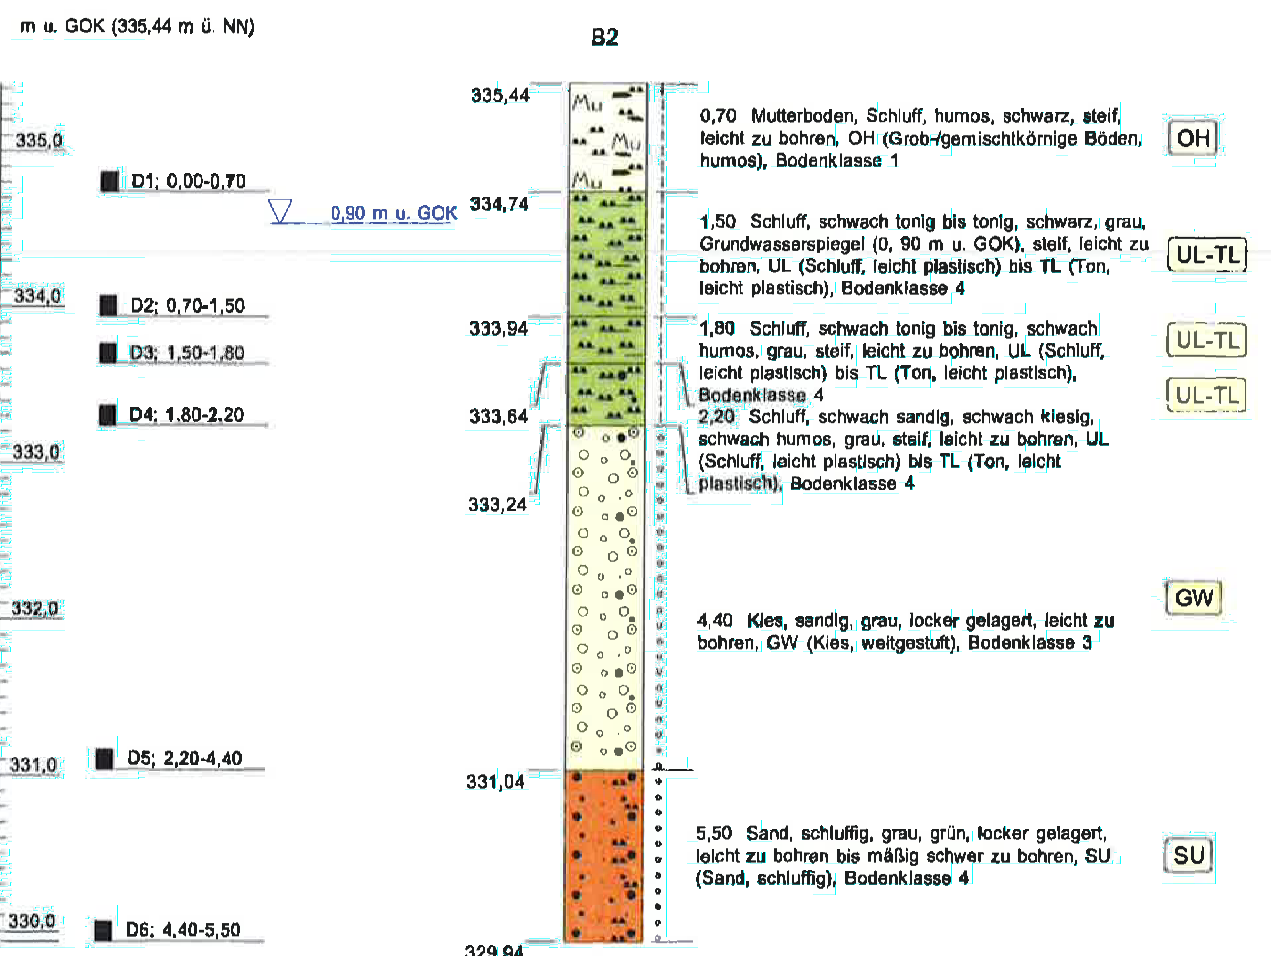 m u. GOK (335,44 m ü. NN)
B2
335,44
Mu
Mu
Mu
0,70 Mutterboden, Schluff, humos, schwarz, steif,
leicht zu bohren, OH (Grob-/gemischtkörnige Böden,
humos), Bodenklasse 1
OH
335,0
D1; 0,00-0,70
0,90 m u. GOK
334,74
1,50 Schluff, schwach tonig bis tonig, schwarz, grau,
Grundwasserspiegel (0, 90 m u. GOK), steif, leicht zu
bohren, UL (Schluff, leicht plastisch) bis TL (Ton,
leicht plastisch), Bodenklasse 4
UL-TL
334,0
D2; 0,70-1,50
333,94
1,80 Schluff, schwach tonig bis tonig, schwach
humos, grau, steif, leicht zu bohren, UL (Schluff,
leicht plastisch) bis TL (Ton, leicht plastisch),
Bodenklasse 4
UL-TL
D3; 1,50-1,80
UL-TL
D4; 1,80-2,20
333,64
2,20 Schluff, schwach sandig, schwach kiesig,
schwach humos, grau, steif, leicht zu bohren, UL
(Schluff, leicht plastisch) bis TL (Ton, leicht
plastisch), Bodenklasse 4
333,0
333,24
332,0
4,40 Kies, sandig, grau, locker gelagert, leicht zu
bohren, GW (Kies, weitgestuft), Bodenklasse 3
GW
331,0
D5; 2,20-4,40
331,04
5,50 Sand, schluffig, grau, grün, locker gelagert,
leicht zu bohren bis mäßig schwer zu bohren, SU
(Sand, schluffig), Bodenklasse 4
SU
330,0
D6; 4,40-5,50
329,94